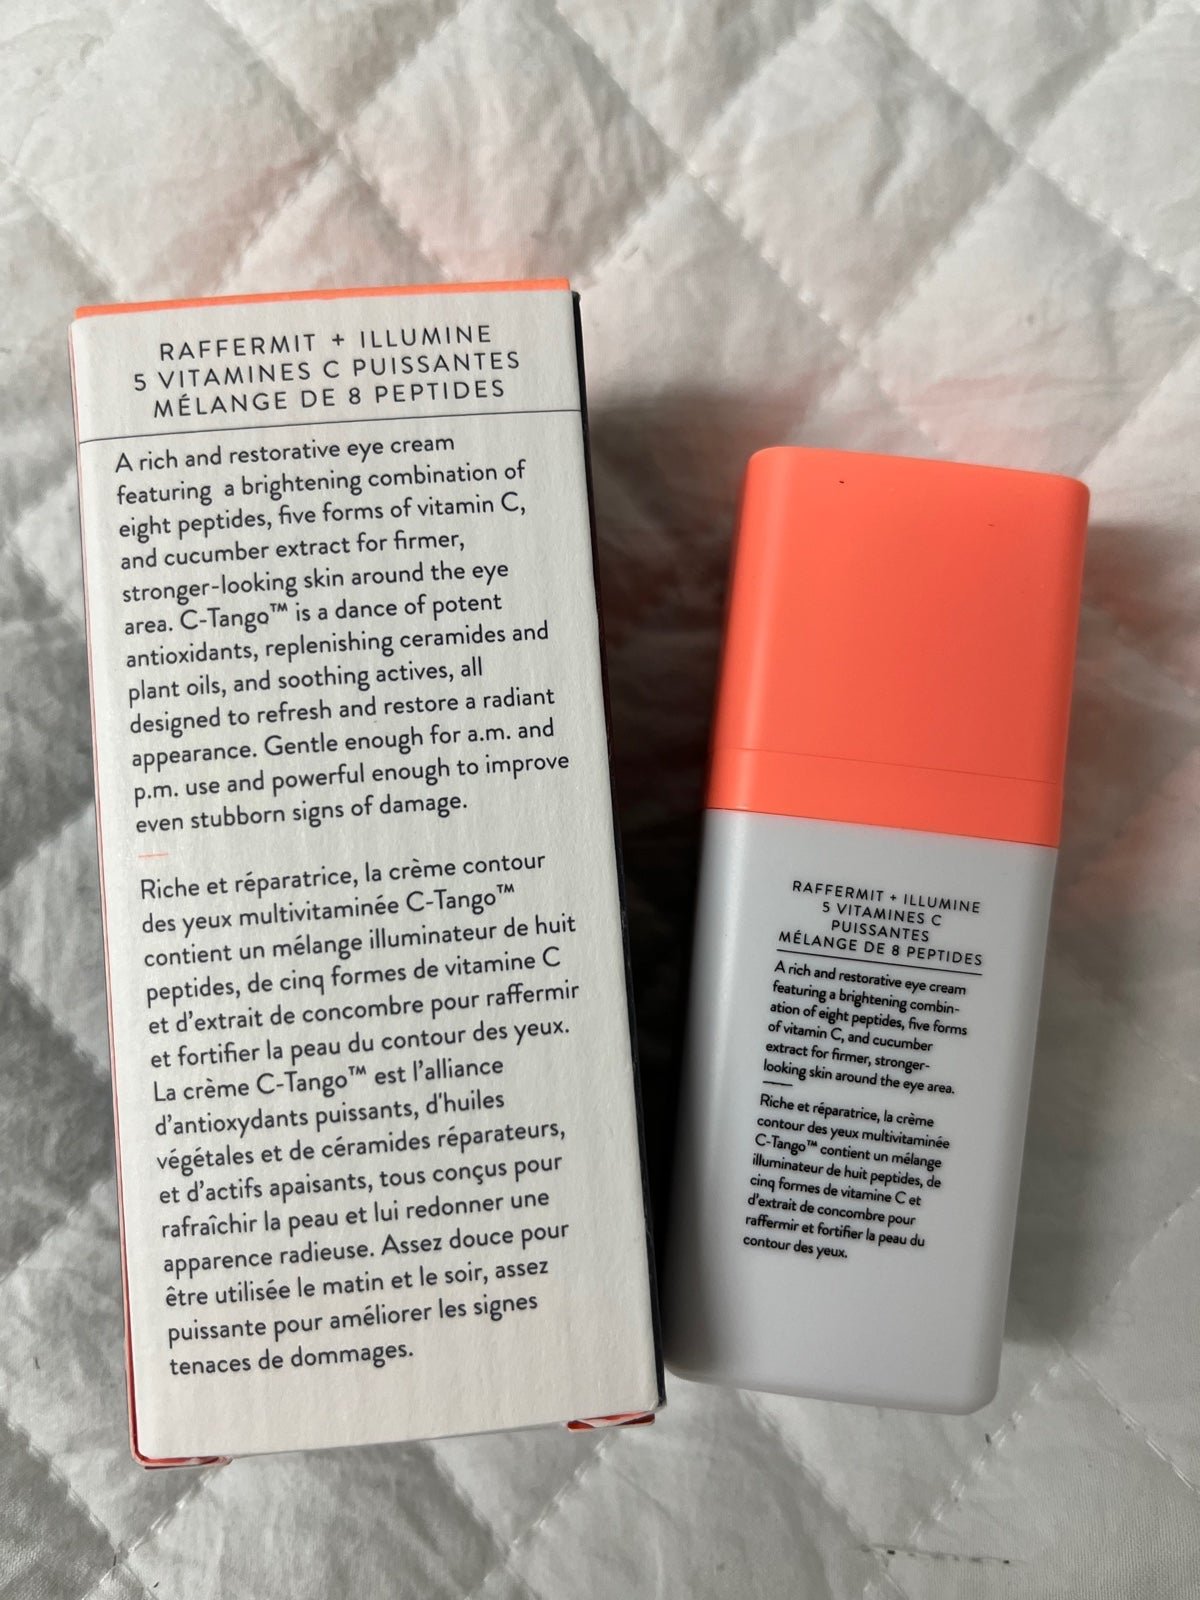 RAFFERMIT + ILLUMINE
5 VITAMINES C PUISSANTES
MÉLANGE DE 8 PEPTIDES
A rich and restorative eye cream
featuring a brightening combination of
eight peptides, five forms of vitamin C,
and cucumber extract for firmer,
stronger-looking skin around the eye
area. C-Tango™ is a dance of potent
antioxidants, replenishing ceramides and
plant oils, and soothing actives, all
designed to refresh and restore a radiant
appearance. Gentle enough for a.m. and
p.m. use and powerful enough to improve
even stubborn signs of damage.
Riche et réparatrice, la crème contour
des yeux multivitaminée C-Tango™
contient un mélange illuminateur de huit
peptides, de cinq formes de vitamine C
et d'extrait de concombre pour raffermir
et fortifier la peau du contour des yeux.
La crème C-Tango™ est l'alliance
d'antioxydants puissants, d'huiles
végétales et de céramides réparateurs,
et d'actifs apaisants, tous conçus pour
rafraîchir la peau et lui redonner une
apparence radieuse. Assez douce pour
être utilisée le matin et le soir, assez
puissante pour améliorer les signes
tenaces de dommages.
RAFFERMIT + ILLUMINE
5 VITAMINES C
PUISSANTES
MÉLANGE DE 8 PEPTIDES
A rich and restorative eye cream
featuring a brightening combin-
ation of eight peptides, five forms
of vitamin C, and cucumber
extract for firmer, stronger-
looking skin around the eye area.
Riche et réparatrice, la crème
contour des yeux multivitaminée
C-Tango™ contient un mélange
illuminateur de huit peptides, de
cinq formes de vitamine C et
d'extrait de concombre pour
raffermir et fortifier la peau du
contour des yeux.